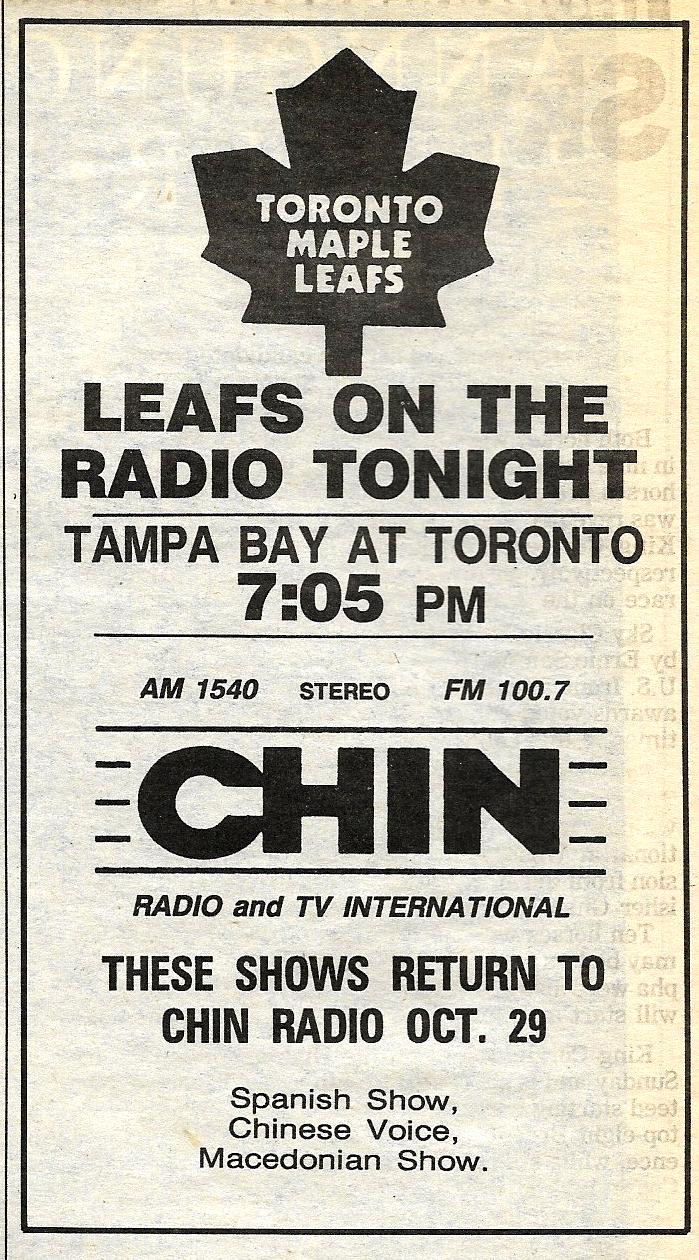 TORONTO
MAPLE
LEAFS
LEAFS ON THE
RADIO TONIGHT
TAMPA BAY AT TORONTO
7:05 PM
AM 1540 STEREO FM 100.7
CHIN
RADIO and TV INTERNATIONAL
THESE SHOWS RETURN TO
CHIN RADIO OCT. 29
Spanish Show,
Chinese Voice,
Macedonian Show.